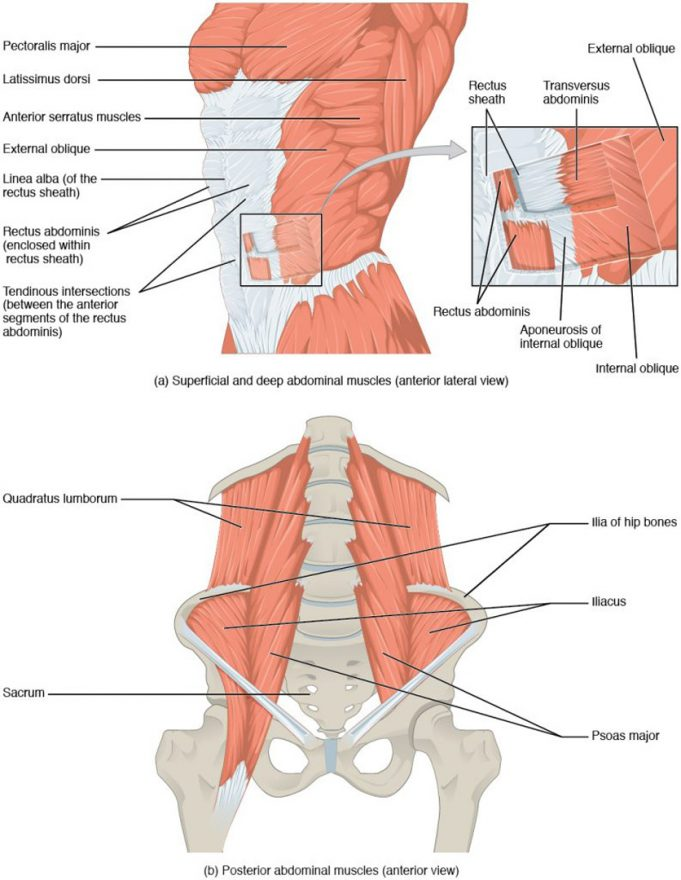 Pectoralis major
Latissimus dorsi
Anterior serratus muscles
External oblique
Linea alba (of the
rectus sheath)
Rectus abdominis
(enclosed within
rectus sheath)
Tendinous intersections
(between the anterior
segments of the rectus
abdominis)
External oblique
Rectus
sheath
Transversus
abdominis
Rectus abdominis
Aponeurosis of
internal oblique
Internal oblique
(a) Superficial and deep abdominal muscles (anterior lateral view)
Quadratus lumborum
Ilia of hip bones
Iliacus
Sacrum
Psoas major
(b) Posterior abdominal muscles (anterior view)